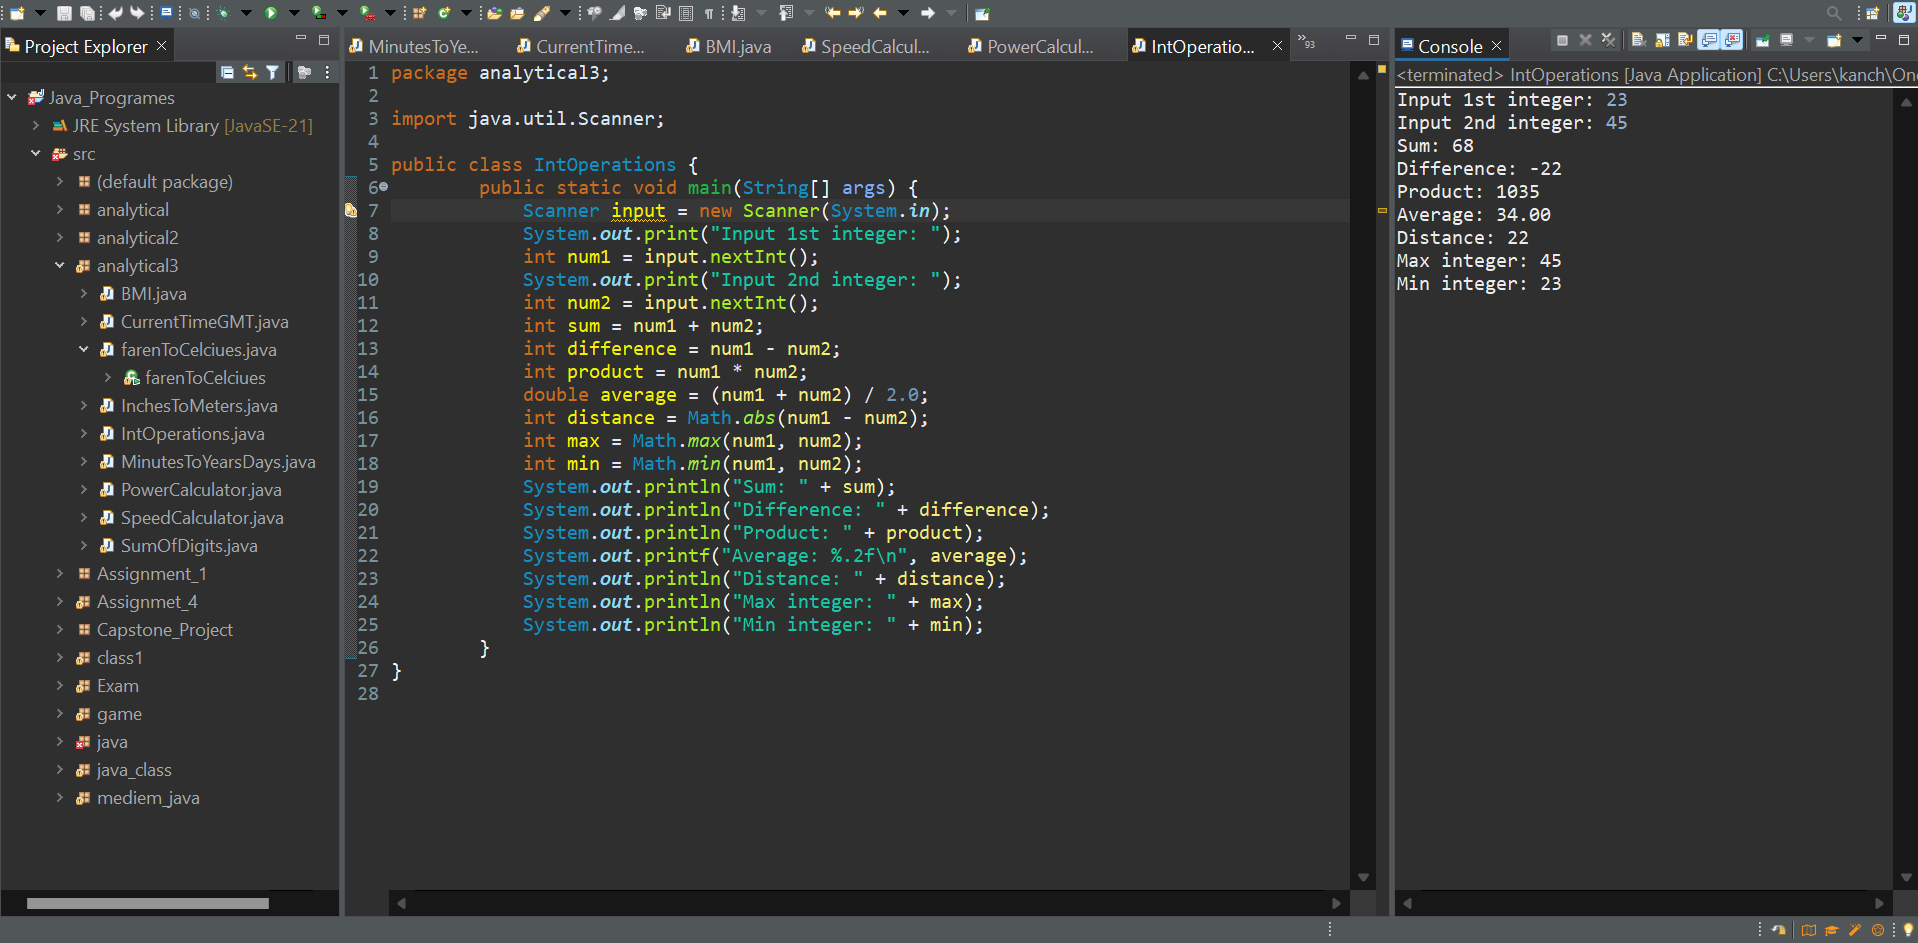 Project Explorer
Java_Programes
JRE System Library [JavaSE-21]
src
(default package)
analytical
analytical2
analytical3
BMI.java
CurrentTimeGMT.java
farenToCelciues.java
farenToCelciues
InchesToMeters.java
IntOperations.java
MinutesToYearsDays.java
PowerCalculator.java
SpeedCalculator.java
SumOfDigits.java
Assignment_1
Assignmet_4
Capstone_Project
class1
Exam
game
java
java_class
mediem_java
MinutesToYe... CurrentTime... BMI.java SpeedCalcul... PowerCalcul... IntOperatio... »93
1 package analytical3;
2
3 import java.util.Scanner;
4
5 public class IntOperations {
6 public static void main(String[] args) {
7 Scanner input = new Scanner(System.in);
8 System.out.print("Input 1st integer: ");
9 int num1 = input.nextInt();
10 System.out.print("Input 2nd integer: ");
11 int num2 = input.nextInt();
12 int sum = num1 + num2;
13 int difference = num1 - num2;
14 int product = num1 * num2;
15 double average = (num1 + num2) / 2.0;
16 int distance = Math.abs(num1 - num2);
17 int max = Math.max(num1, num2);
18 int min = Math.min(num1, num2);
19 System.out.println("Sum: " + sum);
20 System.out.println("Difference: " + difference);
21 System.out.println("Product: " + product);
22 System.out.printf("Average: %.2f\n", average);
23 System.out.println("Distance: " + distance);
24 System.out.println("Max integer: " + max);
25 System.out.println("Min integer: " + min);
26 }
27 }
28
Console
<terminated> IntOperations [Java Application] C:\Users\kanch\One
Input 1st integer: 23
Input 2nd integer: 45
Sum: 68
Difference: -22
Product: 1035
Average: 34.00
Distance: 22
Max integer: 45
Min integer: 23